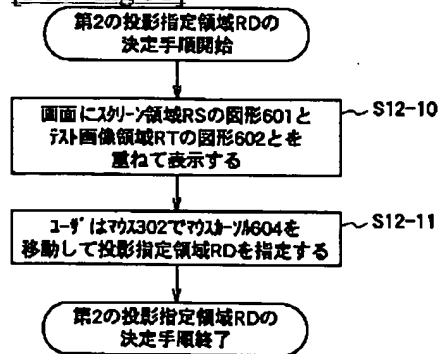 第2の投影指定領域RDの
決定手順開始
画面にスクリーン領域RSの図形601と
テスト画像領域RTの図形602とを
重ねて表示する
S12-10
ユーザはマウス302でマウスカーソル604を
移動して投影指定領域RDを指定する
S12-11
第2の投影指定領域RDの
決定手順終了